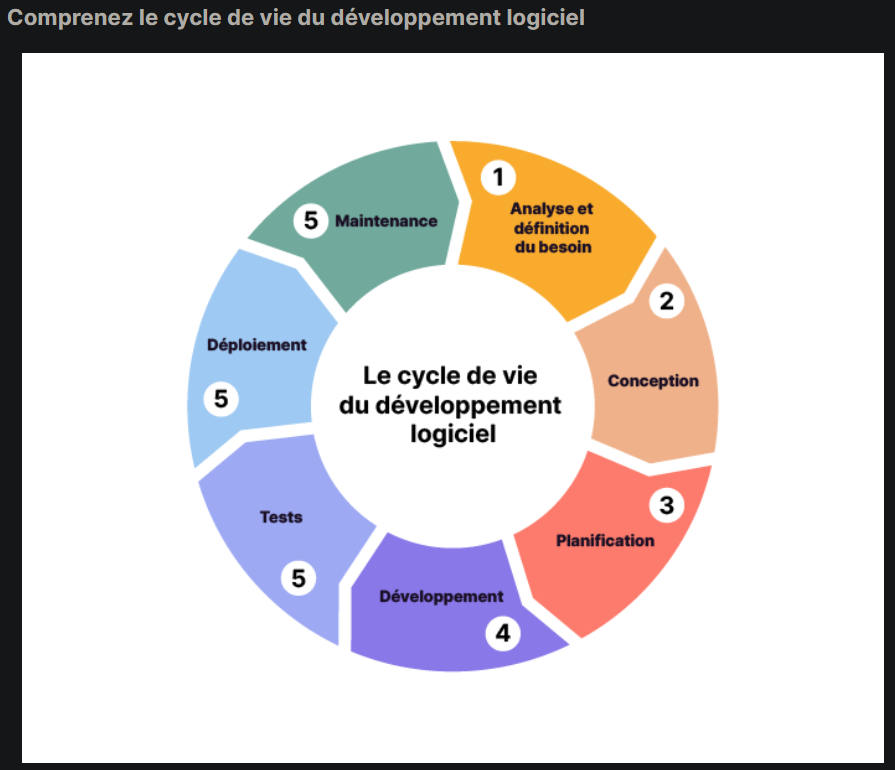 Comprenez le cycle de vie du développement logiciel
1
Analyse et
définition
du besoin
2
Conception
3
Planification
Développement
4
Tests
5
Déploiement
5
5 Maintenance
Le cycle de vie
du développement
logiciel